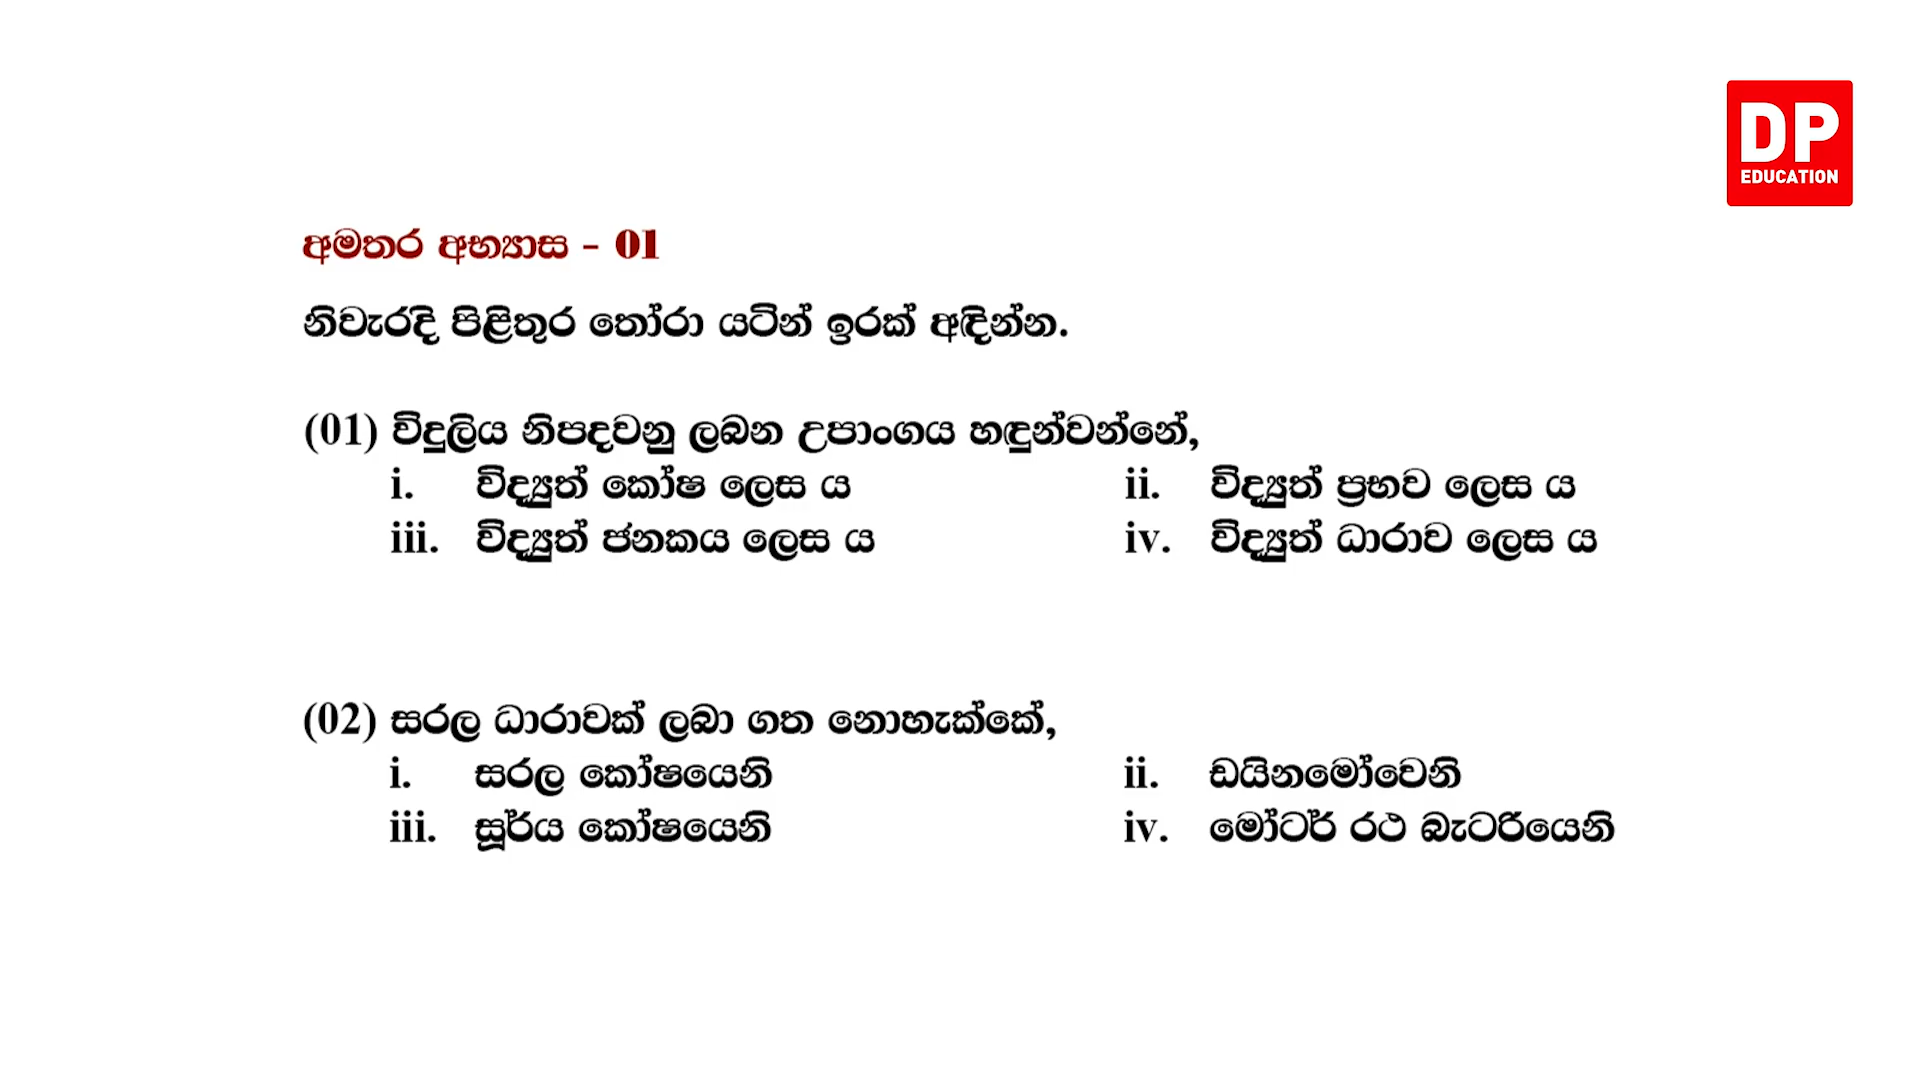 DP
EDUCATION
අමතර අභ්‍යාස - 01
නිවැරදි පිළිතුර තෝරා යටින් ඉරක් අඳින්න.
(01) විදුලිය නිපදවනු ලබන උපාංගය හඳුන්වන්නේ,
i. විද්‍යුත් කෝෂ ලෙස ය ii. විද්‍යුත් ප්‍රභව ලෙස ය
iii. විද්‍යුත් ජනකය ලෙස ය iv. විද්‍යුත් ධාරාව ලෙස ය
(02) සරල ධාරාවක් ලබා ගත නොහැක්කේ,
i. සරල කෝෂයෙනි ii. ඩයිනමෝවෙනි
iii. සූර්ය කෝෂයෙනි iv. මෝටර් රථ බැටරියෙනි